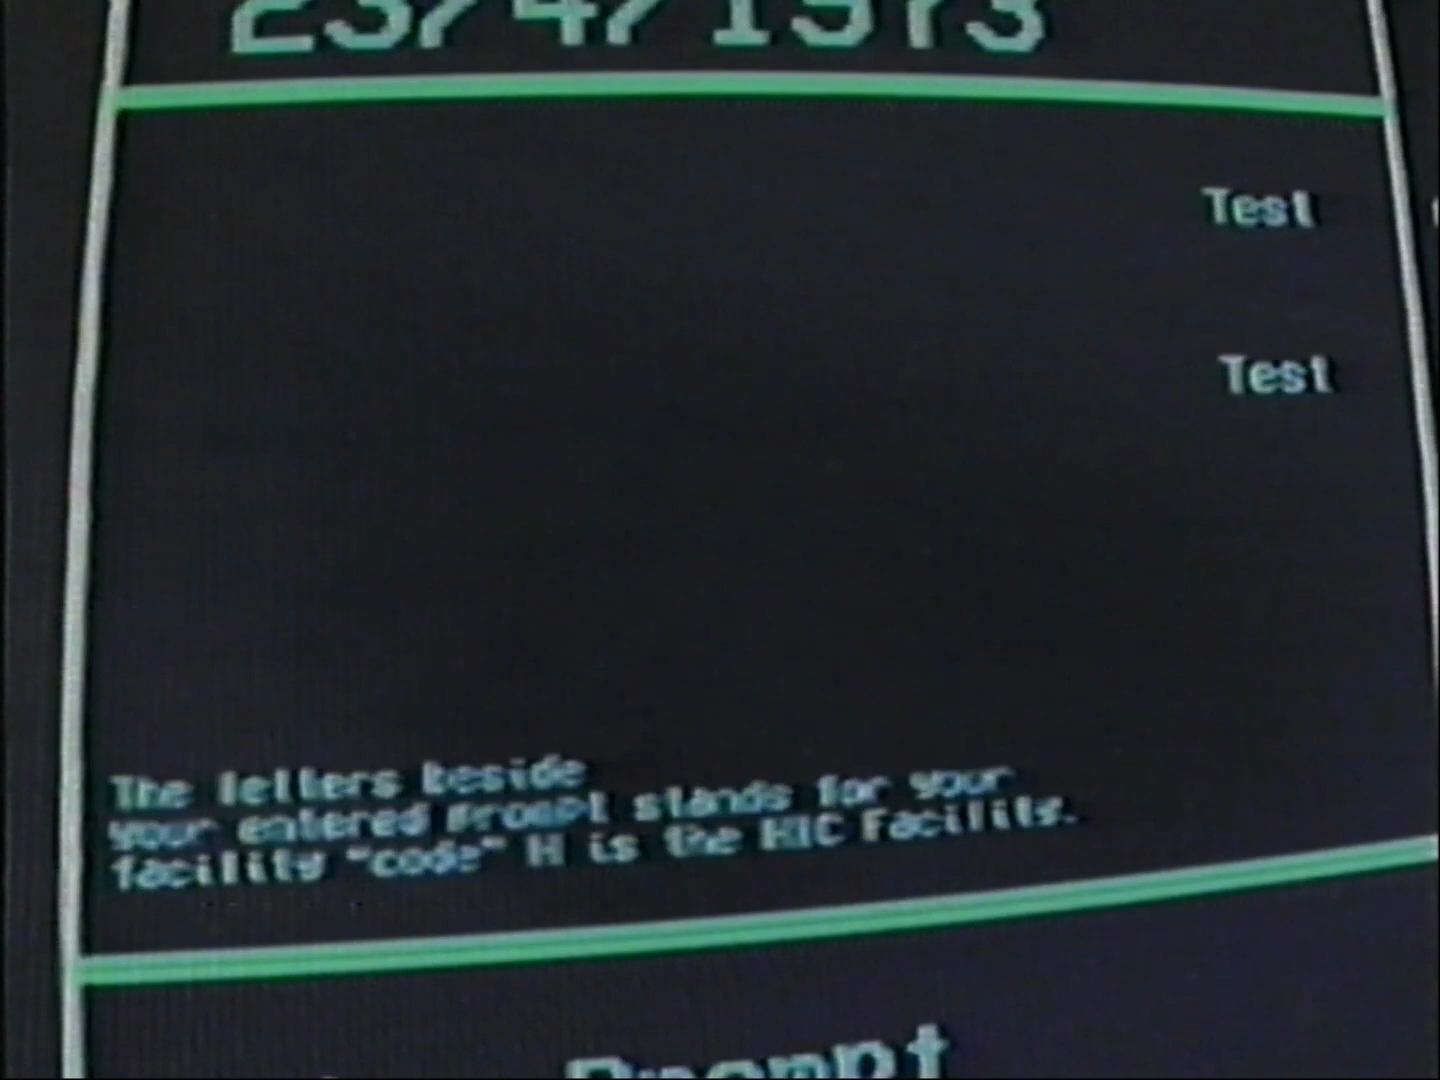 23/4/1973
Test
Test
The letters beside
your entered prompt stands for your
facility "code" H is the HIC Facility.
Prompt